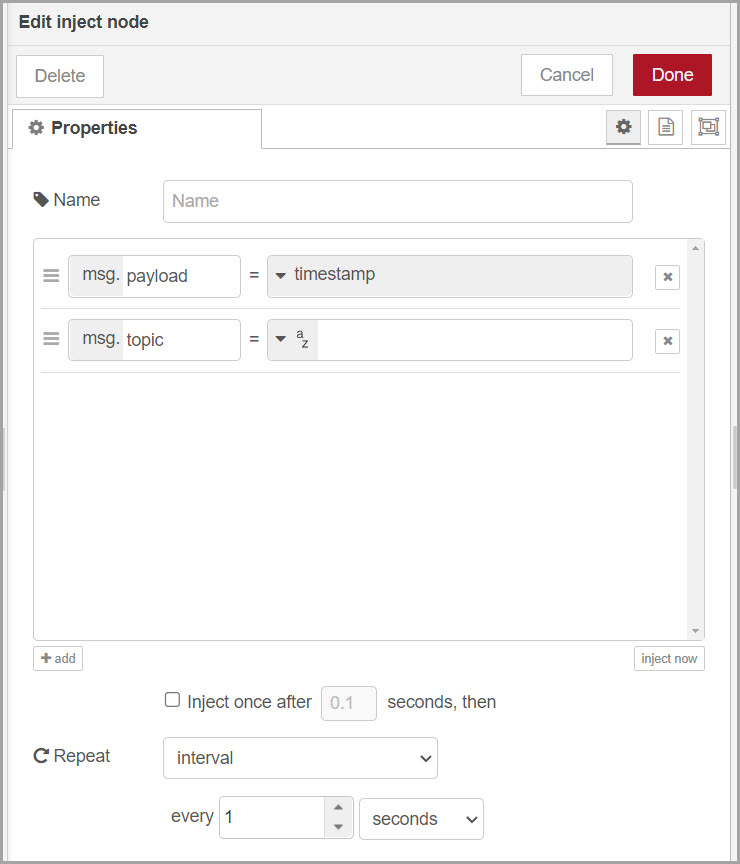 Edit inject node
Delete Cancel Done
Properties
Name Name
msg. payload = timestamp
msg. topic = a z
add inject now
Inject once after 0.1 seconds, then
Repeat interval
every 1 seconds